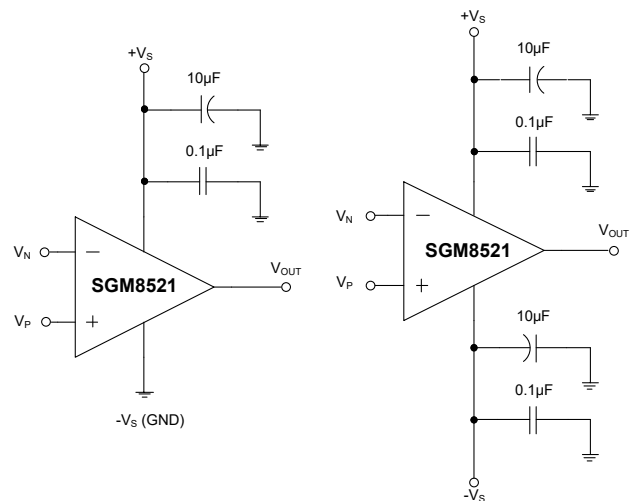 +VS
10µF
0.1µF
VN
−
SGM8521
VOUT
VP
+
-VS (GND)
+VS
10µF
0.1µF
VN
−
SGM8521
VOUT
VP
+
10µF
0.1µF
-VS